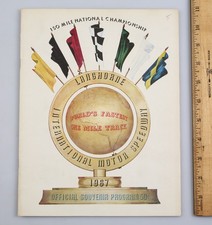 150 MILE NATIONAL CHAMPIONSHIP
LANGHORNE
INTERNATIONAL MOTOR SPEEDWAY
WORLD'S FASTEST
ONE MILE TRACK
1967
OFFICIAL SOUVENIR PROGRAM